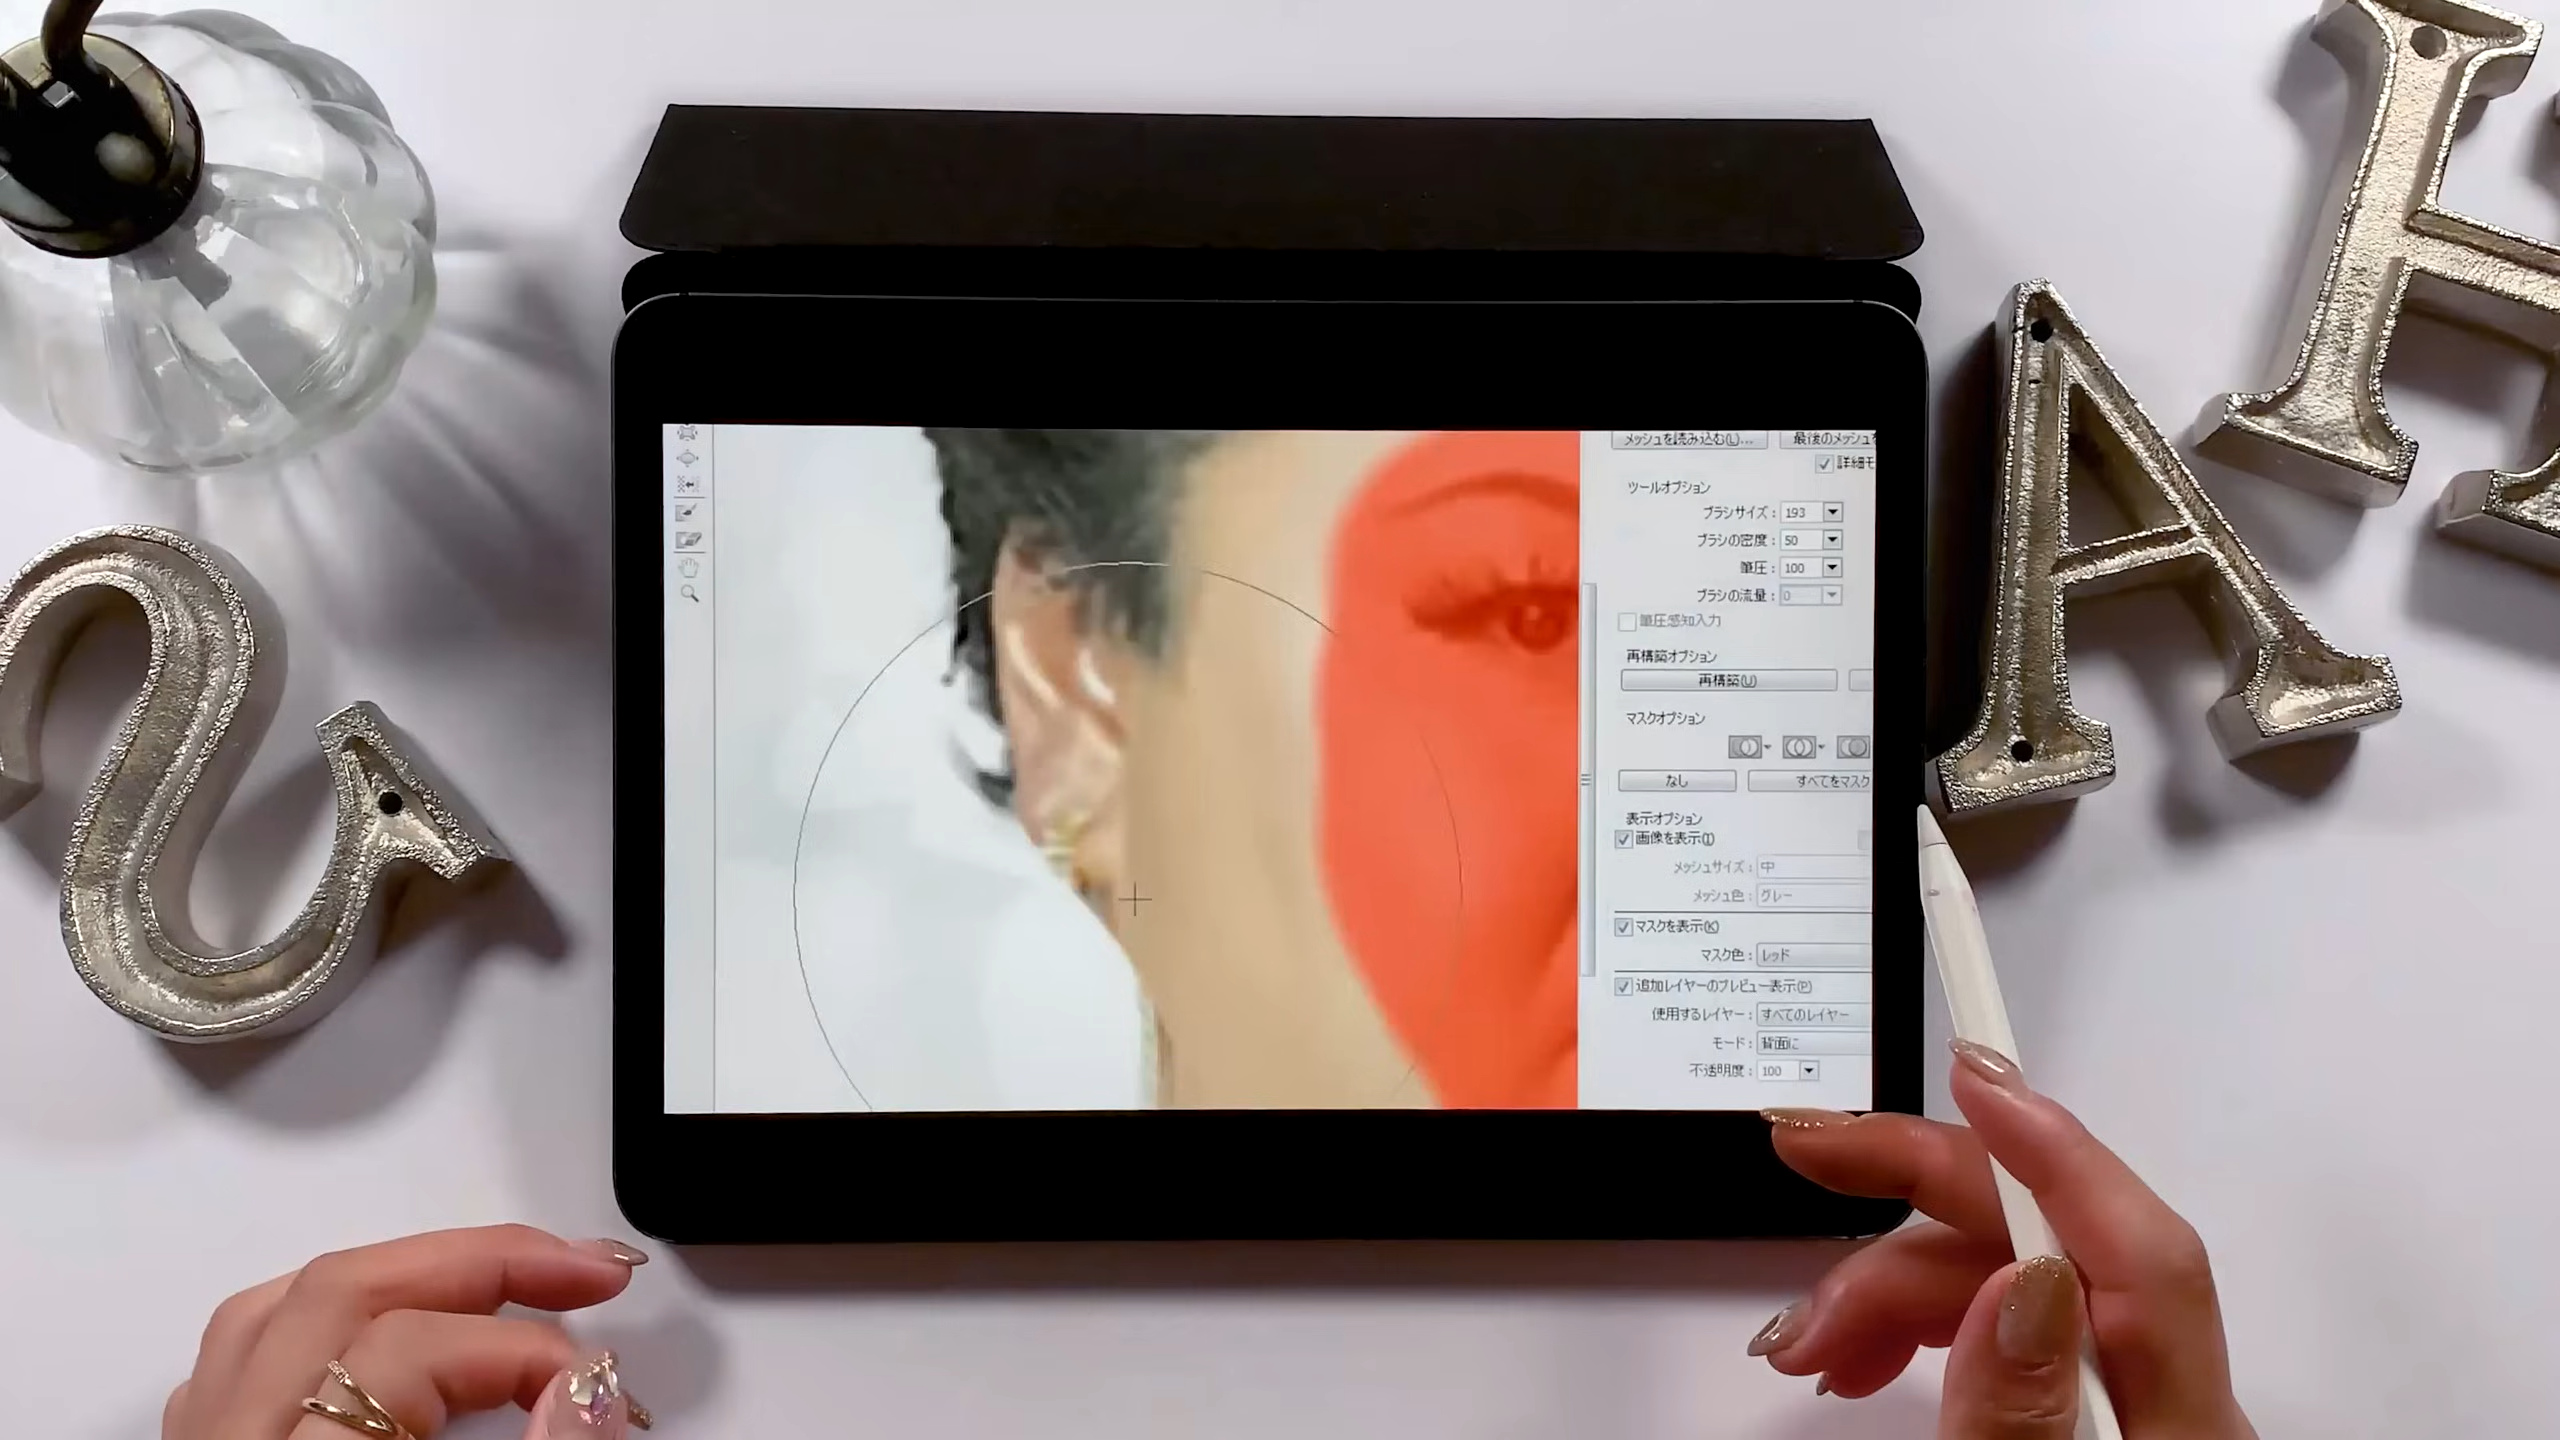 メッシュを読み込む(L)... 最後のメッシュを
詳細モ
ツールオプション
ブラシサイズ : 193
ブラシの密度 : 50
筆圧 : 100
ブラシの流量 : 0
筆圧感知入力
再構築オプション
再構築(U)
マスクオプション
なし すべてをマスク
表示オプション
画像を表示(I)
メッシュサイズ : 中
メッシュ色 : グレー
マスクを表示(K)
マスク色 : レッド
追加レイヤーのプレビュー表示(P)
使用するレイヤー : すべてのレイヤー
モード : 背面に
不透明度 : 100
H
A
S